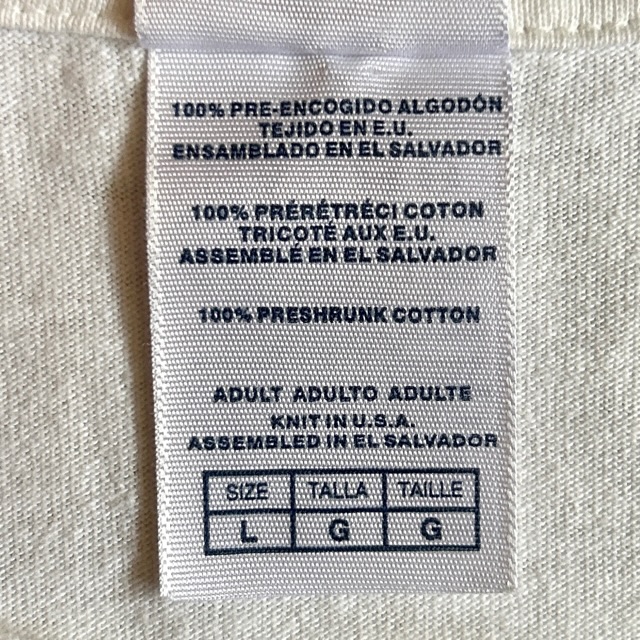 100% PRE-ENCOGIDO ALGODÓN
TEJIDO EN E.U.
ENSAMBLADO EN EL SALVADOR
100% PRÉRÉTRÉCI COTON
TRICOTÉ AUX E.U.
ASSEMBLÉ EN EL SALVADOR
100% PRESHRUNK COTTON
ADULT ADULTO ADULTE
KNIT IN U.S.A.
ASSEMBLED IN EL SALVADOR
SIZE TALLA TAILLE
L G G